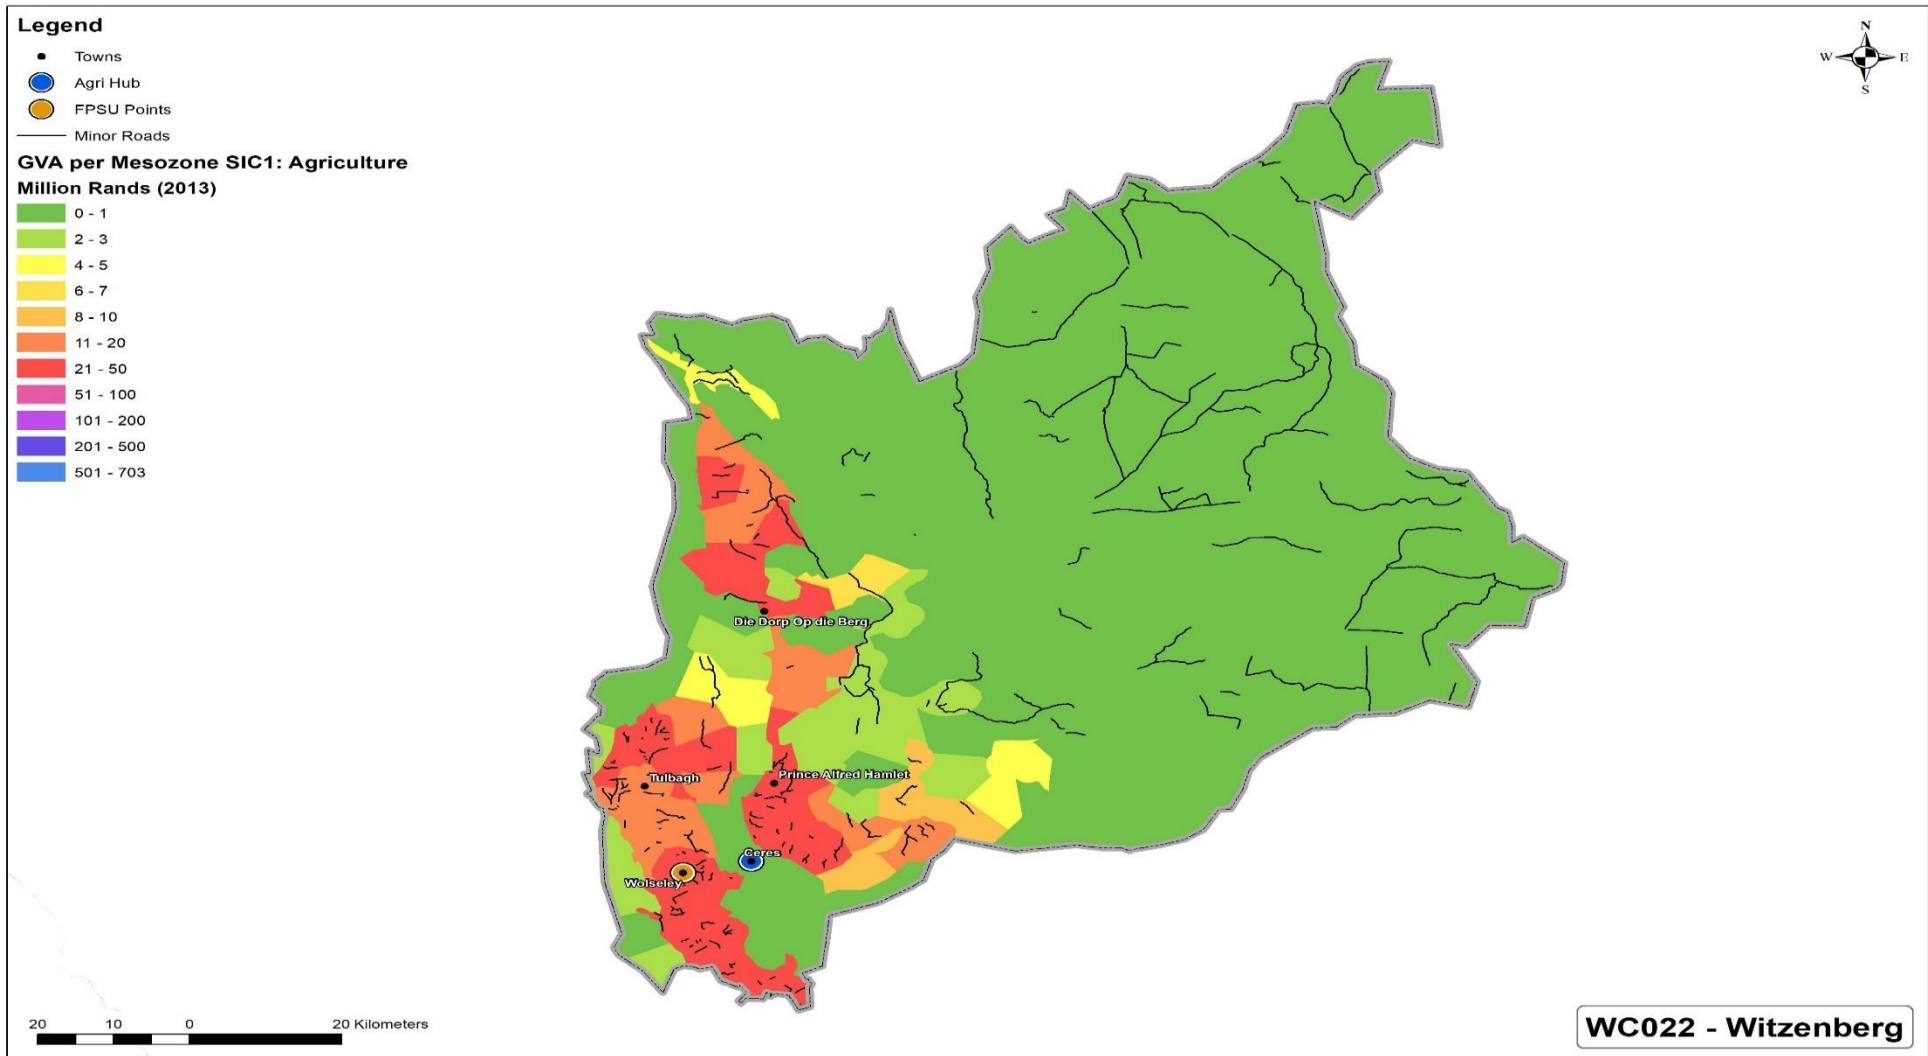 Legend
Towns
Agri Hub
FPSU Points
Minor Roads
GVA per Mesozone SIC1: Agriculture
Million Rands (2013)
0 - 1
2 - 3
4 - 5
6 - 7
8 - 10
11 - 20
21 - 50
51 - 100
101 - 200
201 - 500
501 - 703
N
W E
S
Die Dorp Op die Berg
Prince Alfred Hamlet
Tulbagh
Ceres
Wolseley
20 10 0 20 Kilometers
WC022 - Witzenberg